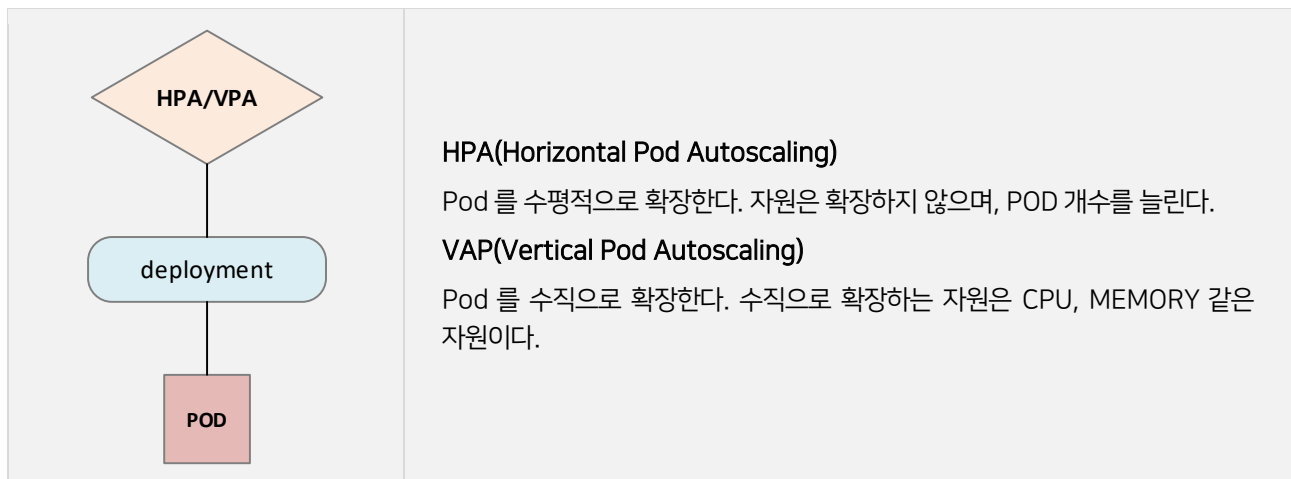 HPA/VPA
deployment
POD
HPA(Horizontal Pod Autoscaling)
Pod 를 수평적으로 확장한다. 자원은 확장하지 않으며, POD 개수를 늘린다.
VAP(Vertical Pod Autoscaling)
Pod 를 수직으로 확장한다. 수직으로 확장하는 자원은 CPU, MEMORY 같은
자원이다.